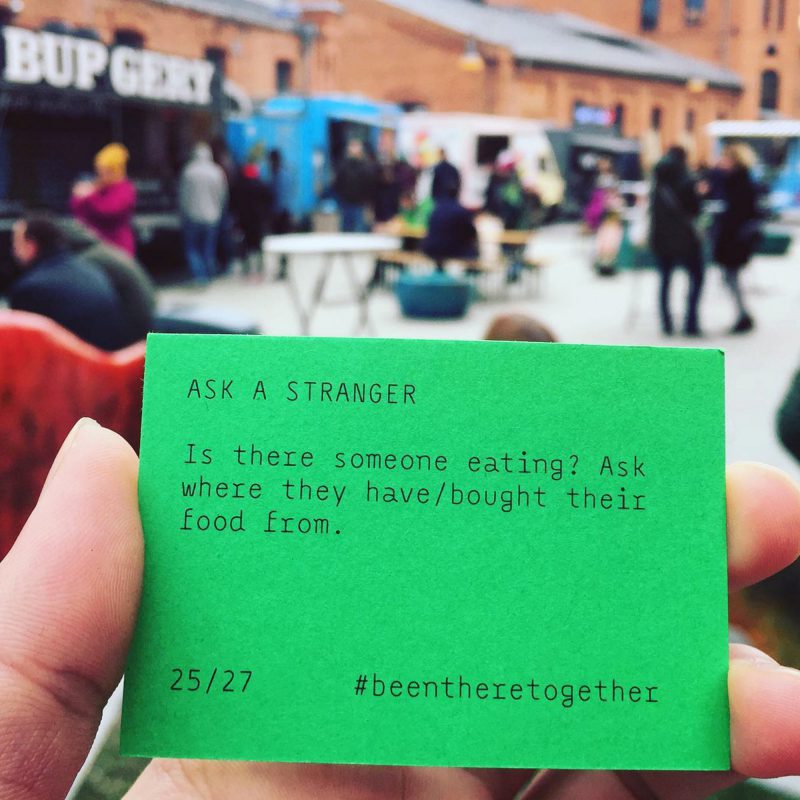 BUP GERY
ASK A STRANGER
Is there someone eating? Ask
where they have/bought their
food from.
25/27
#beentheretogether